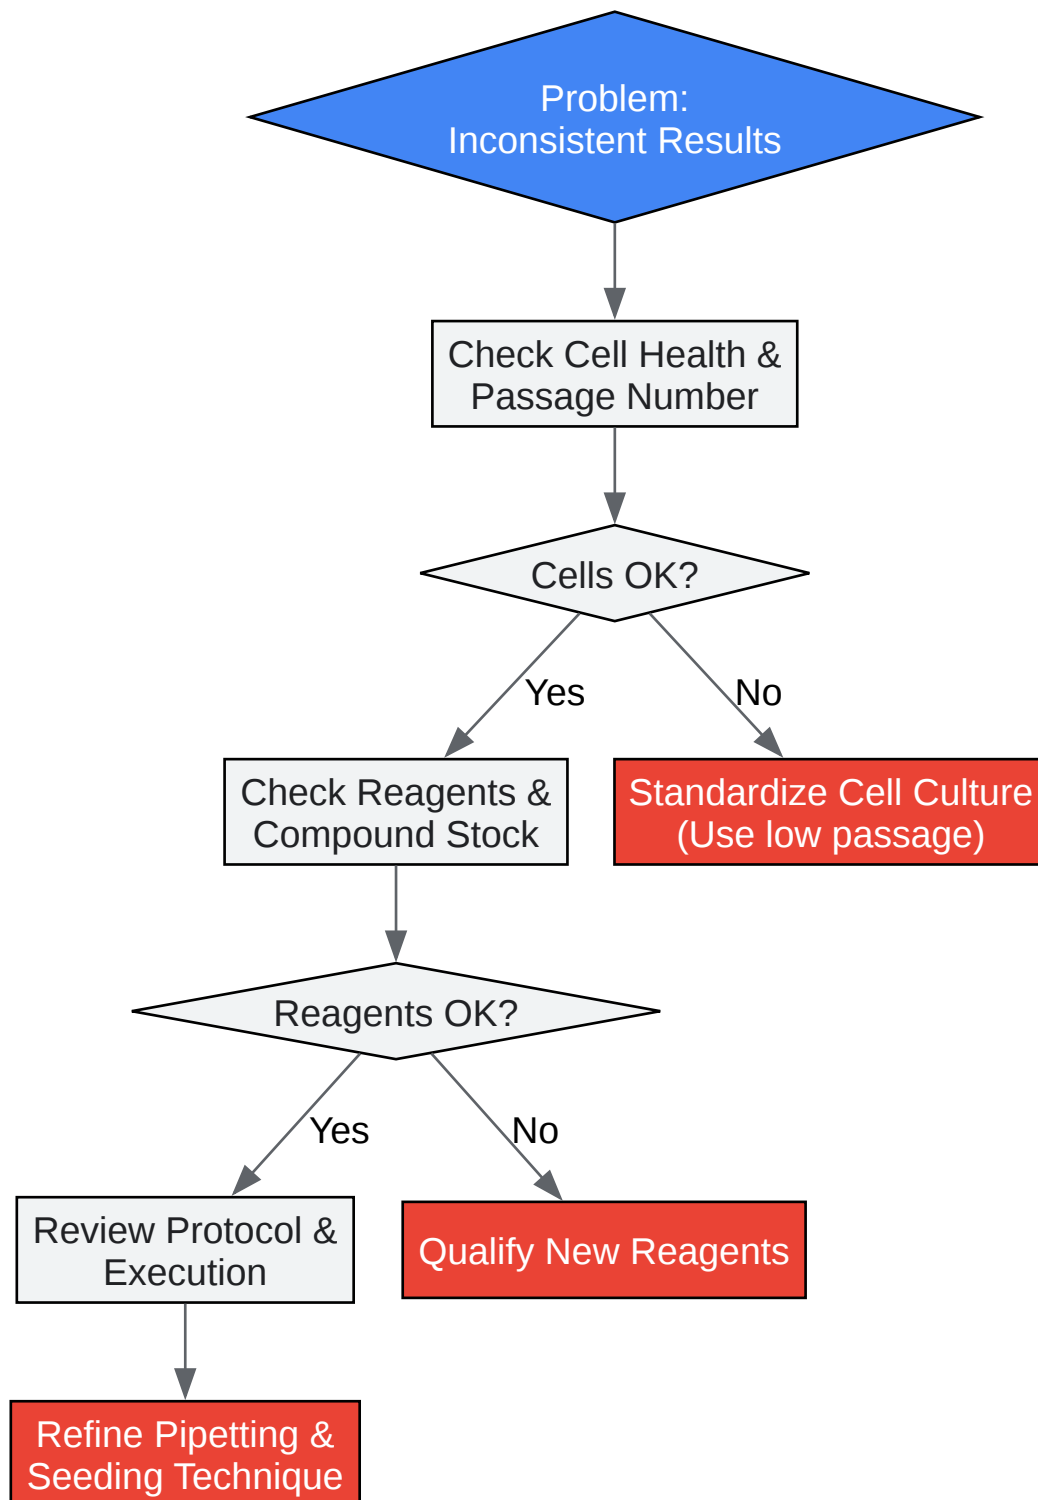 Problem:
Inconsistent Results
Check Cell Health &
Passage Number
Cells OK?
Yes
No
Check Reagents &
Compound Stock
Standardize Cell Culture
(Use low passage)
Reagents OK?
Yes
No
Review Protocol &
Execution
Qualify New Reagents
Refine Pipetting &
Seeding Technique